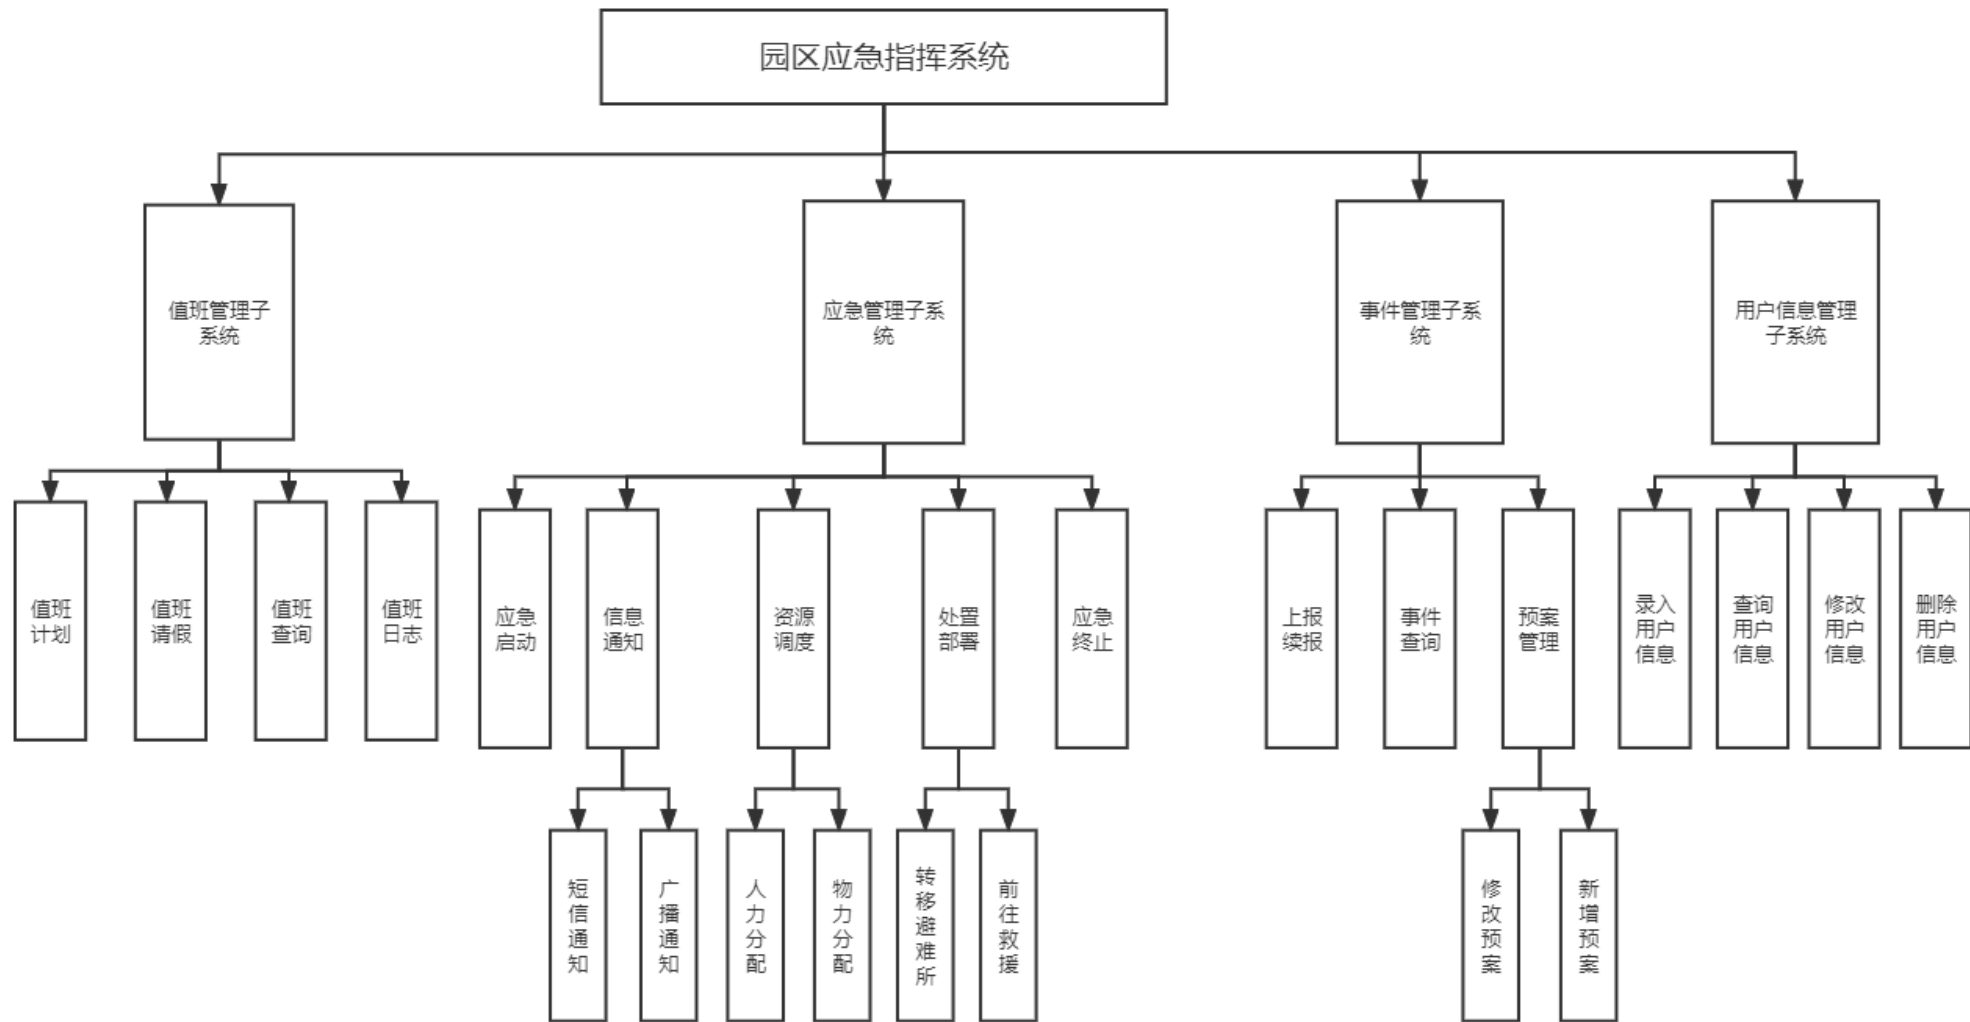 园区应急指挥系统
值班管理子
系统
应急管理子系
统
事件管理子系
统
用户信息管理
子系统
值班
计划
值班
请假
值班
查询
值班
日志
应急
启动
信息
通知
资源
调度
处置
部署
应急
终止
上报
续报
事件
查询
预案
管理
录入
用户
信息
查询
用户
信息
修改
用户
信息
删除
用户
信息
短信通知
广播通知
人力分配
物力分配
转移避难所
前往救援
修改预案
新增预案